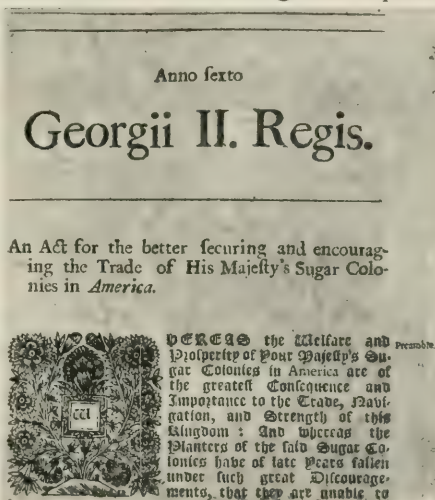 Anno ſexto
Georgii II. Regis.
An Act for the better ſecuring and encourag-
ing the Trade of His Majeſty's Sugar Colo-
nies in America.
WHEREAS the Welfare and
Proſperity of Your Majeſty's Su-
gar Colonies in America are of
the greateſt Conſequence and
Importance to the Trade, Navi-
gation, and Strength of this
Kingdom : And whereas the
Planters of the ſaid Sugar Co-
lonies have of late Years fallen
under ſuch great Diſcourage-
ments, that they are unable to
Preamble.